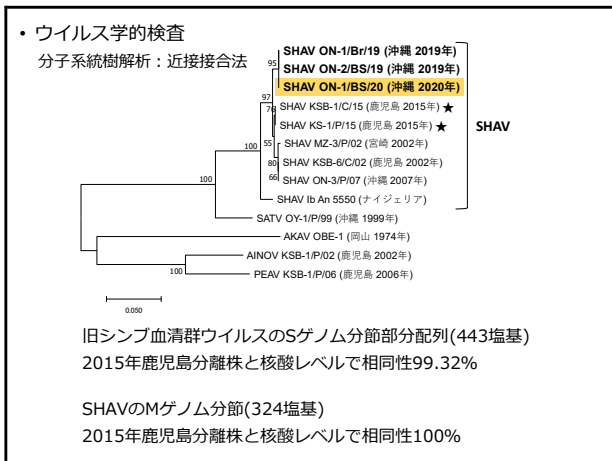 • ウイルス学的検査
分子系統樹解析：近接接合法
SHAV ON-1/Br/19 (沖縄 2019年)
95
SHAV ON-2/BS/19 (沖縄 2019年)
SHAV ON-1/BS/20 (沖縄 2020年)
97
76
SHAV KSB-1/C/15 (鹿児島 2015年) ★
SHAV KS-1/P/15 (鹿児島 2015年) ★
SHAV
55
SHAV MZ-3/P/02 (宮崎 2002年)
100
80
SHAV KSB-6/C/02 (鹿児島 2002年)
66
SHAV ON-3/P/07 (沖縄 2007年)
100
SHAV Ib An 5550 (ナイジェリア)
SATV OY-1/P/99 (沖縄 1999年)
AKAV OBE-1 (岡山 1974年)
AINOV KSB-1/P/02 (鹿児島 2002年)
100
PEAV KSB-1/P/06 (鹿児島 2006年)
0.050
旧シンブ血清群ウイルスのSゲノム分節部分配列(443塩基)
2015年鹿児島分離株と核酸レベルで相同性99.32%
SHAVのMゲノム分節(324塩基)
2015年鹿児島分離株と核酸レベルで相同性100%